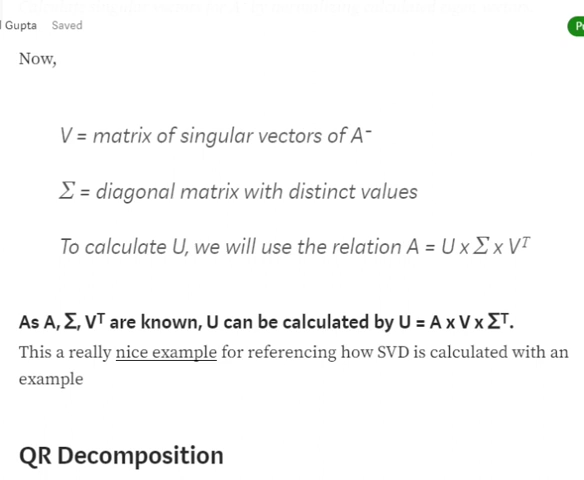 Gupta Saved
Now,
V = matrix of singular vectors of A⁻
Σ = diagonal matrix with distinct values
To calculate U, we will use the relation A = U x Σ x Vᵀ
As A, Σ, Vᵀ are known, U can be calculated by U = A x V x Σᵀ.
This a really nice example for referencing how SVD is calculated with an
example
QR Decomposition